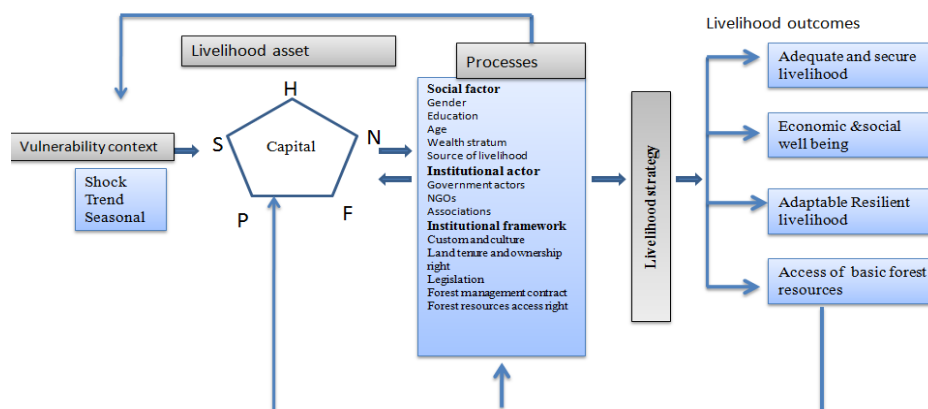 Livelihood outcomes
Livelihood asset
Processes
Adequate and secure
livelihood
H
Social factor
Gender
Education
Age
Wealth stratum
Source of livelihood
Institutional actor
Government actors
NGOs
Associations
Institutional framework
Custom and culture
Land tenure and ownership
right
Legislation
Forest management contract
Forest resources access right
S
N
Capital
P
F
Vulnerability context
Shock
Trend
Seasonal
Livelihood strategy
Economic &social
well being
Adaptable Resilient
livelihood
Access of basic forest
resources